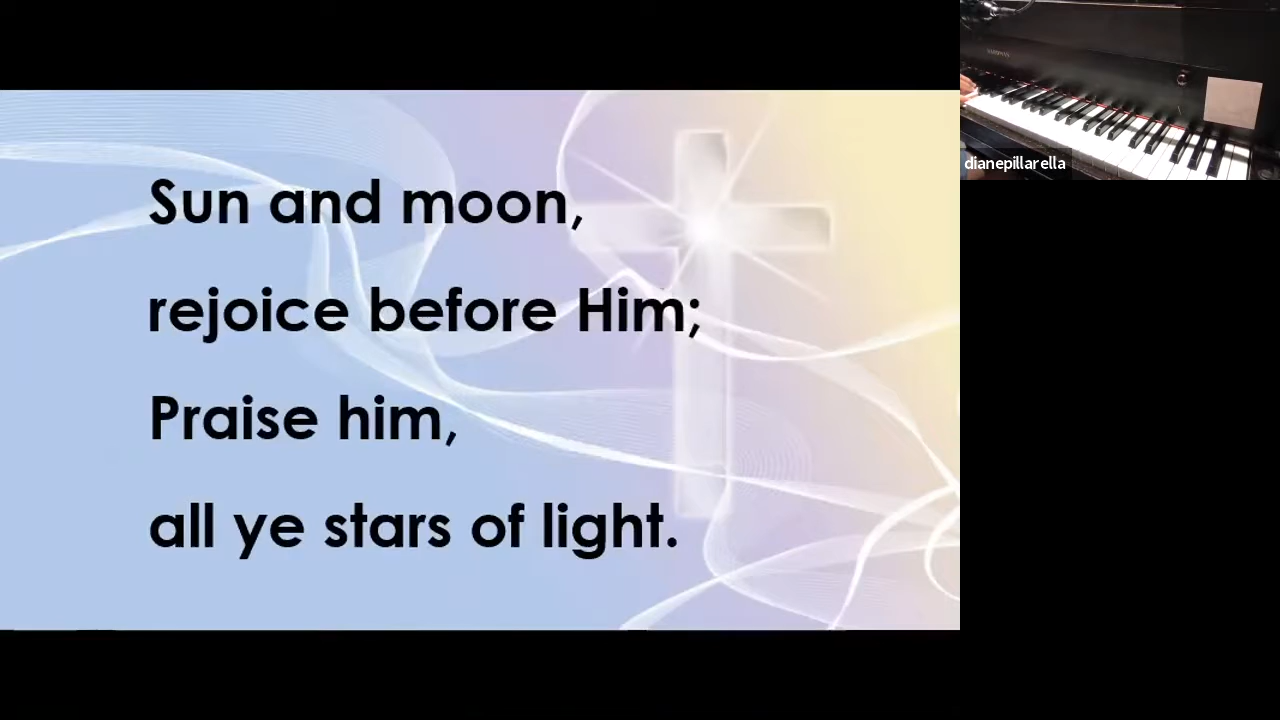 Sun and moon,
rejoice before Him;
Praise him,
all ye stars of light.
dianepillarella